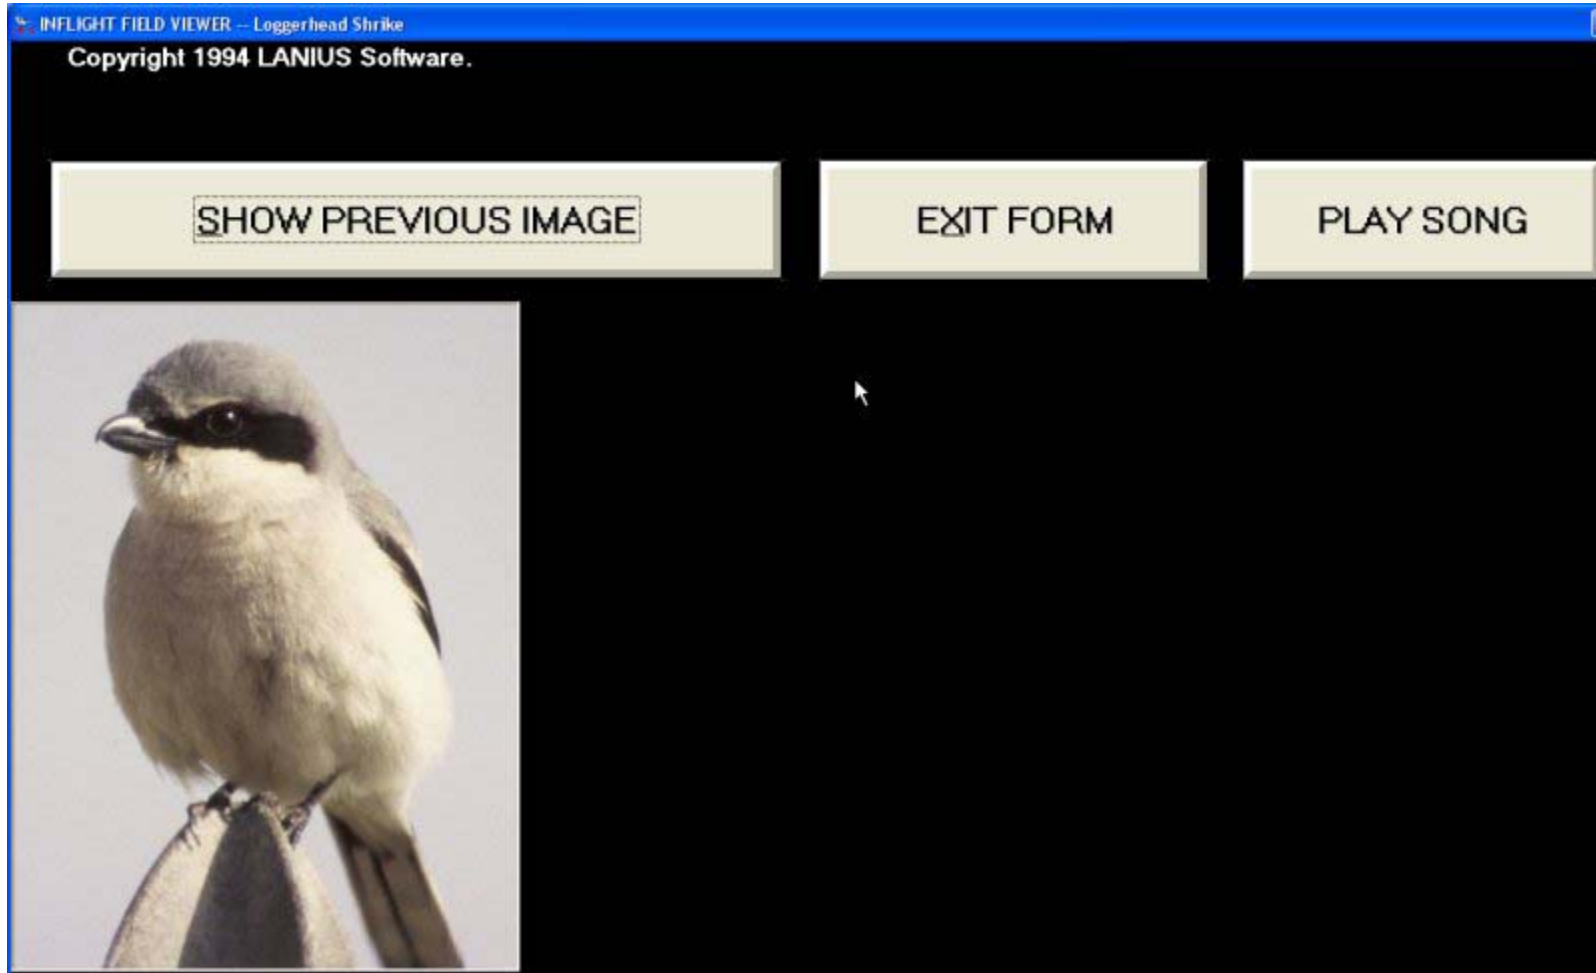 INFLIGHT FIELD VIEWER -- Loggerhead Shrike
Copyright 1994 LANIUS Software.
SHOW PREVIOUS IMAGE
EXIT FORM
PLAY SONG